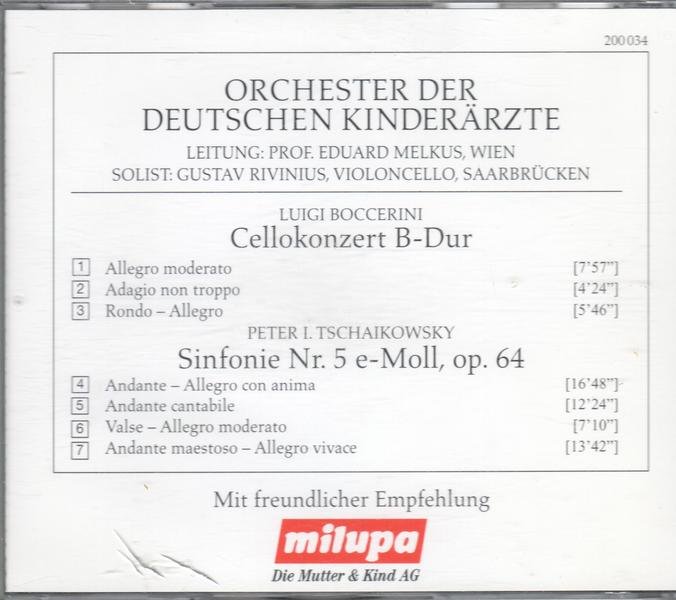 200 034
ORCHESTER DER
DEUTSCHEN KINDERÄRZTE
LEITUNG: PROF. EDUARD MELKUS, WIEN
SOLIST: GUSTAV RIVINIUS, VIOLONCELLO, SAARBRÜCKEN
LUIGI BOCCERINI
Cellokonzert B-Dur
1 Allegro moderato [7’57”]
2 Adagio non troppo [4’24”]
3 Rondo – Allegro [5’46”]
PETER I. TSCHAIKOWSKY
Sinfonie Nr. 5 e-Moll, op. 64
4 Andante – Allegro con anima [16’48”]
5 Andante cantabile [12’24”]
6 Valse – Allegro moderato [7’10”]
7 Andante maestoso – Allegro vivace [13’42”]
Mit freundlicher Empfehlung
milupa
Die Mutter & Kind AG